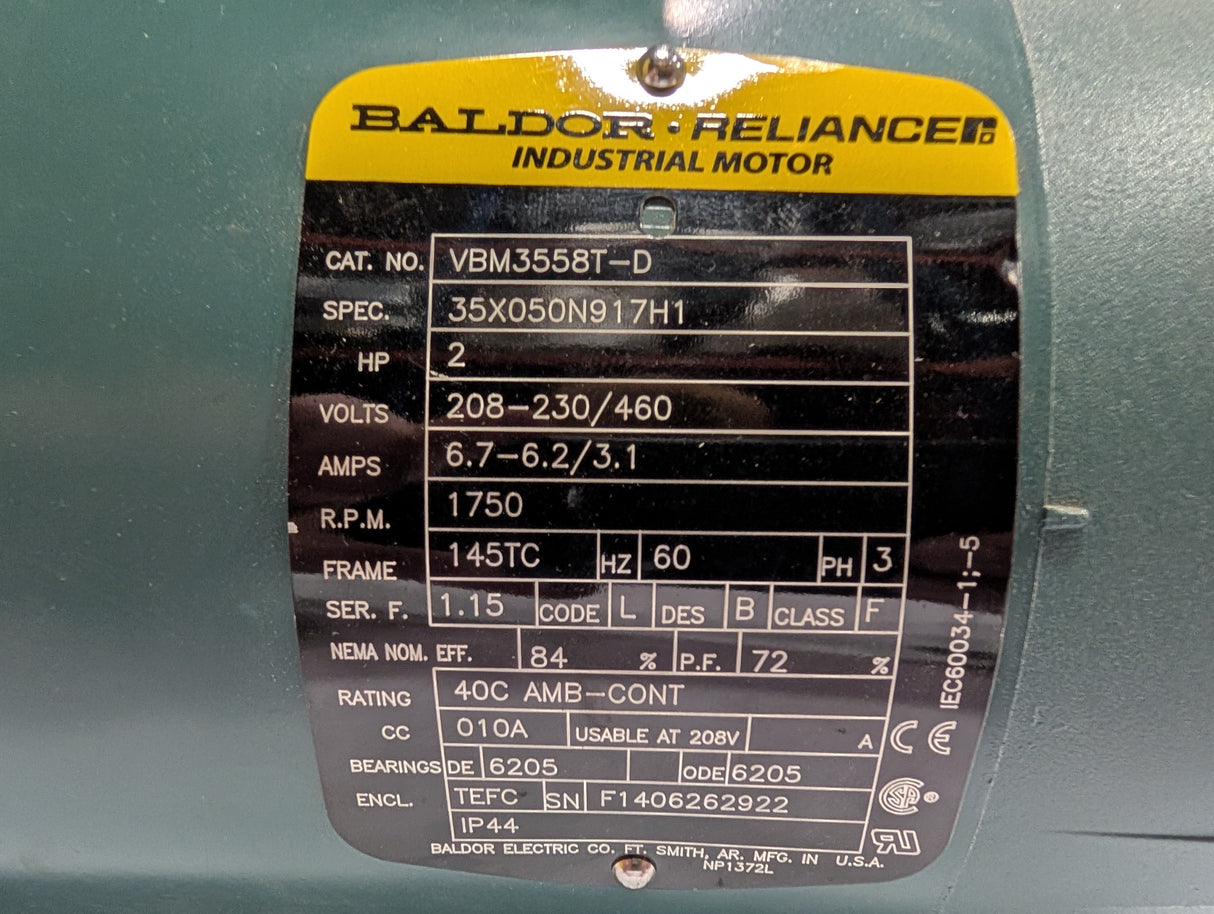 BALDOR · RELIANCE
INDUSTRIAL MOTOR
CAT. NO. VBM3558T-D
SPEC. 35X050N917H1
HP 2
VOLTS 208-230/460
AMPS 6.7-6.2/3.1
R.P.M. 1750
FRAME 145TC HZ 60 PH 3
SER. F. 1.15 CODE L DES B CLASS F
NEMA NOM. EFF. 84 % P.F. 72 %
RATING 40C AMB-CONT
CC 010A USABLE AT 208V A
BEARINGS DE 6205 ODE 6205
ENCL. TEFC SN F1406262922
IP44
BALDOR ELECTRIC CO. FT. SMITH, AR. MFG. IN U.S.A.
NP1372L
IEC60034-1;-5
CE
SA ®